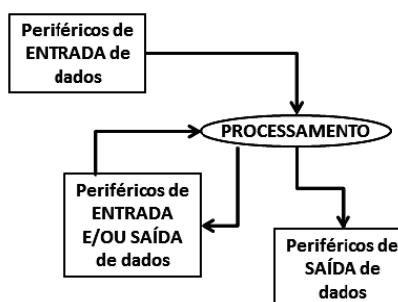 Periféricos de
ENTRADA de
dados
PROCESSAMENTO
Periféricos de
ENTRADA
E/OU SAÍDA
de dados
Periféricos de
SAÍDA de
dados